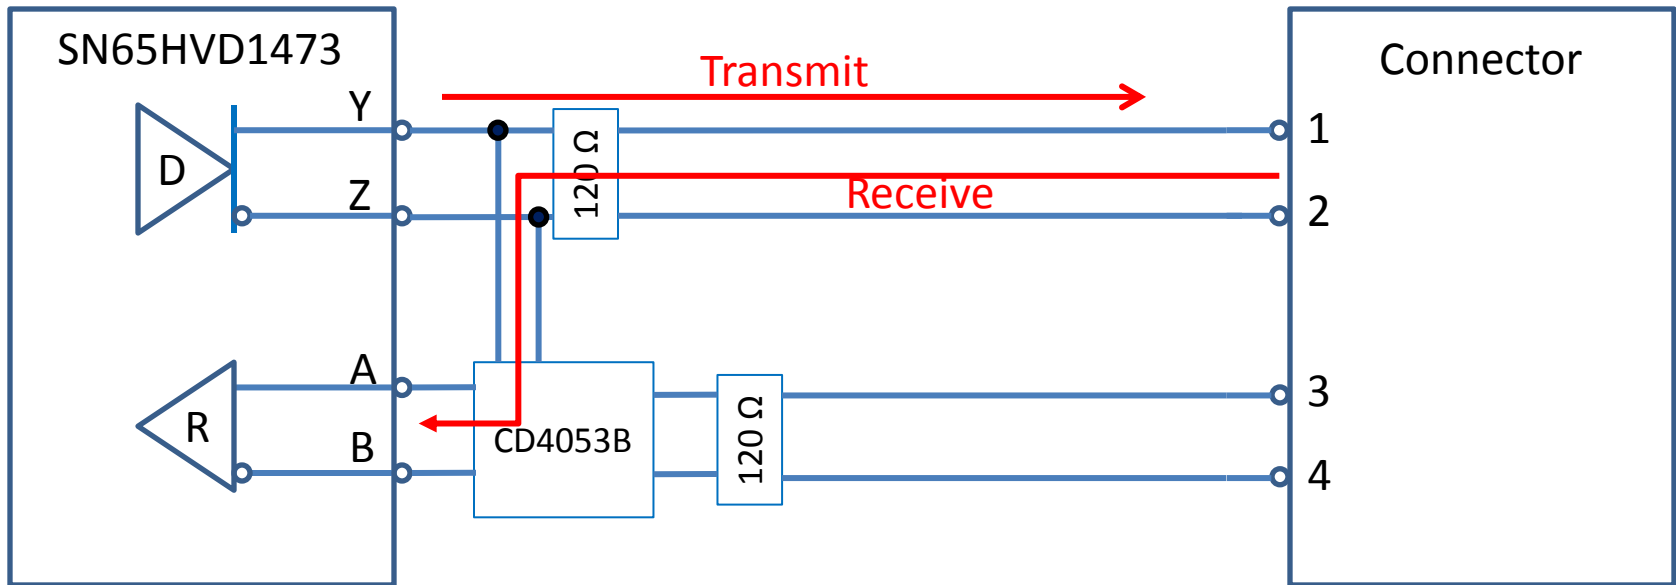 SN65HVD1473
Connector
Transmit
Y
1
D
120 Ω
Z
Receive
2
A
3
R
120 Ω
B
CD4053B
4